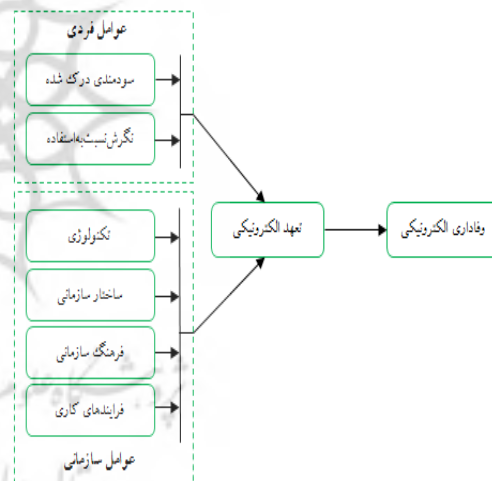 عوامل فردی
سودمندی درک شده
نگرش نسبت به استفاده
تکنولوژی
ساختار سازمانی
فرهنگ سازمانی
فرایندهای کاری
عوامل سازمانی
تعهد الکترونیکی
وفاداری الکترونیکی